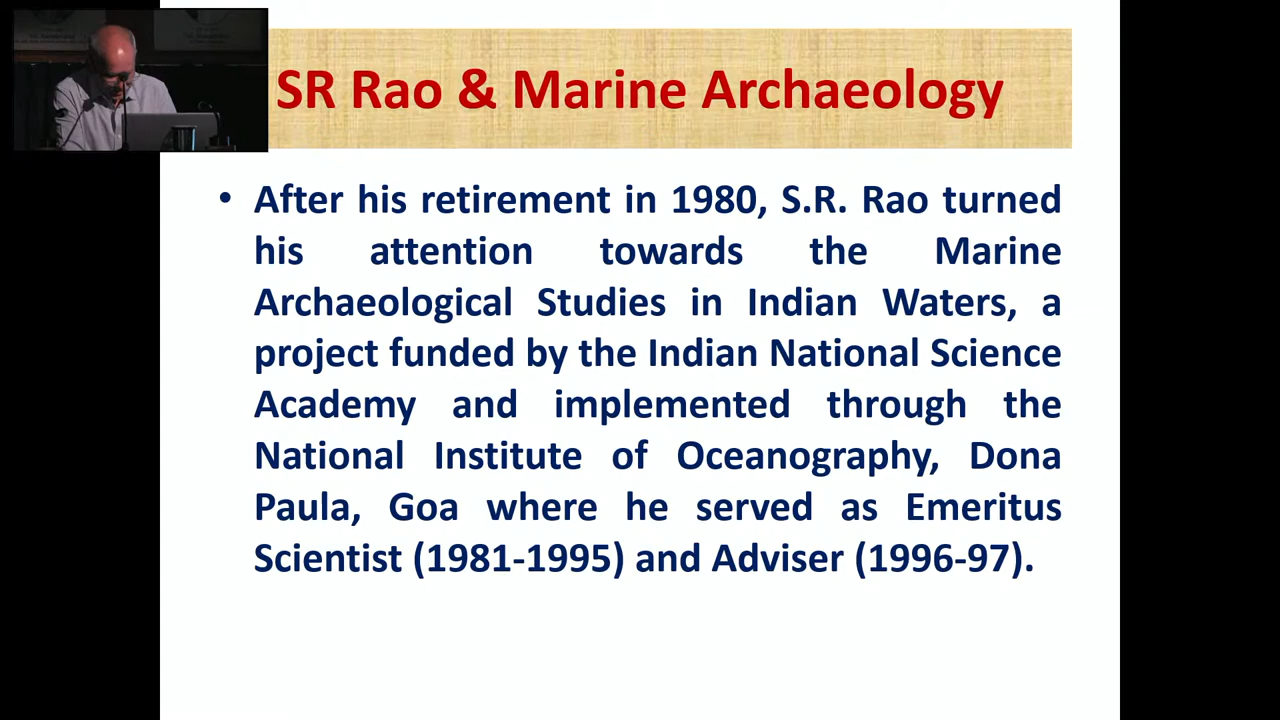 SR Rao & Marine Archaeology
• After his retirement in 1980, S.R. Rao turned
his attention towards the Marine
Archaeological Studies in Indian Waters, a
project funded by the Indian National Science
Academy and implemented through the
National Institute of Oceanography, Dona
Paula, Goa where he served as Emeritus
Scientist (1981-1995) and Adviser (1996-97).